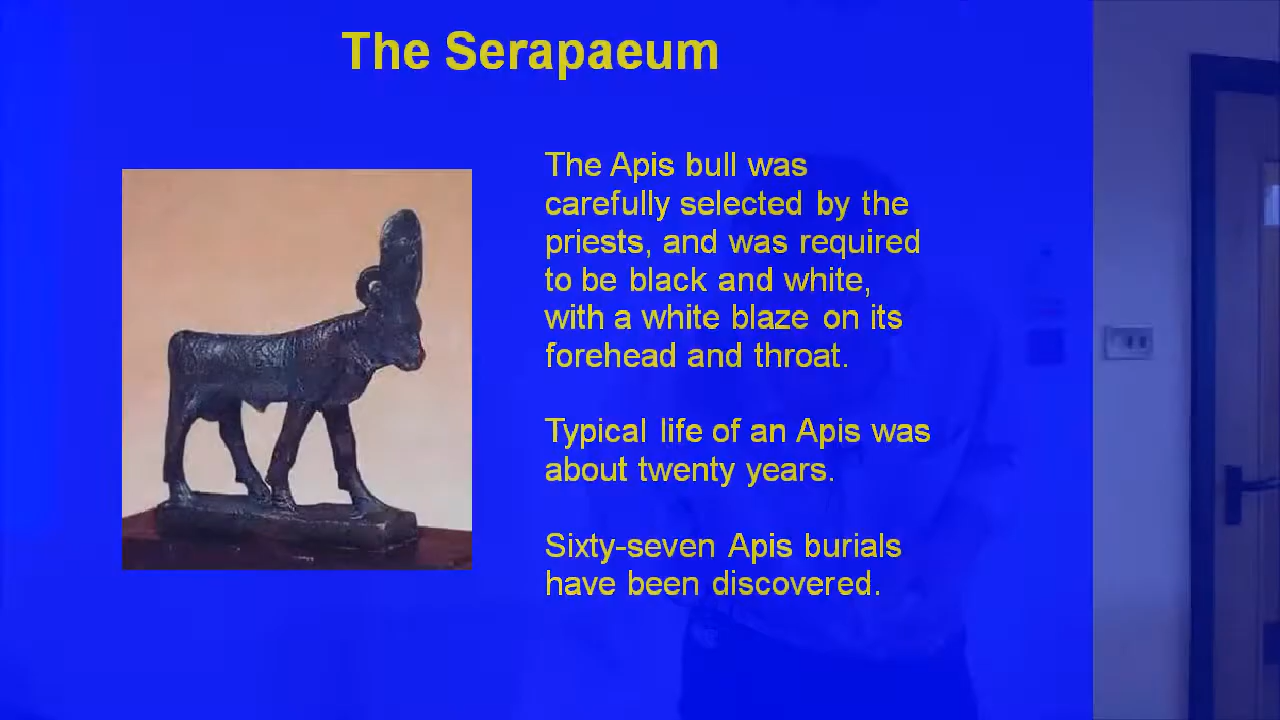 The Serapaeum
The Apis bull was
carefully selected by the
priests, and was required
to be black and white,
with a white blaze on its
forehead and throat.
Typical life of an Apis was
about twenty years.
Sixty-seven Apis burials
have been discovered.